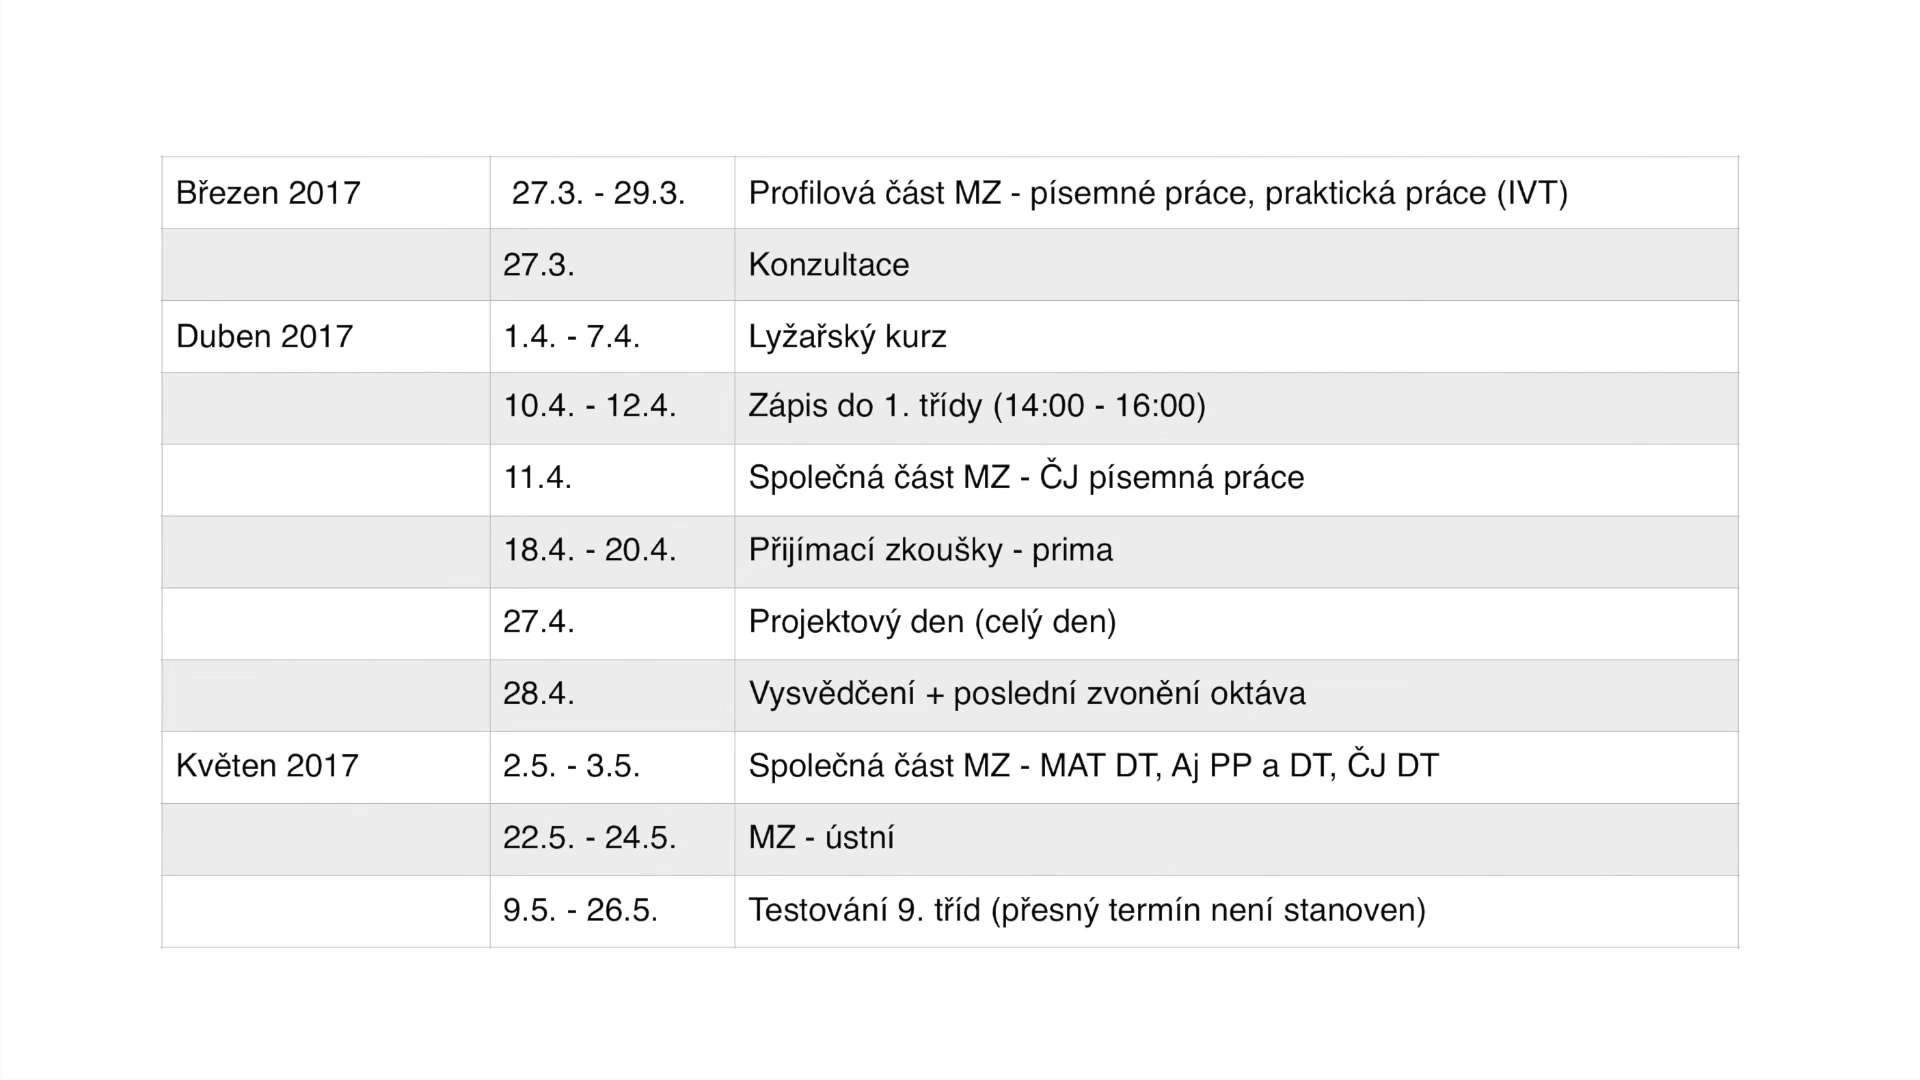 Březen 2017 27.3. - 29.3. Profilová část MZ - písemné práce, praktická práce (IVT)
27.3. Konzultace
Duben 2017 1.4. - 7.4. Lyžařský kurz
10.4. - 12.4. Zápis do 1. třídy (14:00 - 16:00)
11.4. Společná část MZ - ČJ písemná práce
18.4. - 20.4. Přijímací zkoušky - prima
27.4. Projektový den (celý den)
28.4. Vysvědčení + poslední zvonění oktáva
Květen 2017 2.5. - 3.5. Společná část MZ - MAT DT, Aj PP a DT, ČJ DT
22.5. - 24.5. MZ - ústní
9.5. - 26.5. Testování 9. tříd (přesný termín není stanoven)